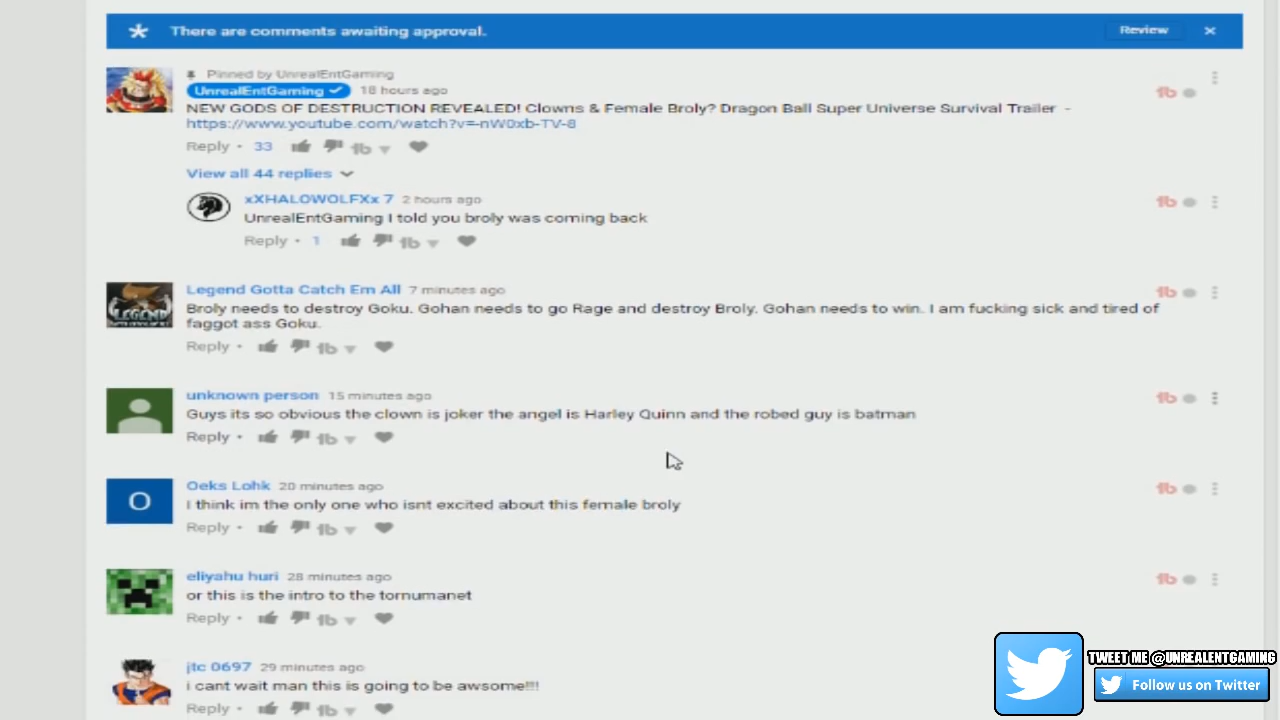 There are comments awaiting approval.
Review
Pinned by UnrealEntGaming
UnrealEntGaming 18 hours ago
NEW GODS OF DESTRUCTION REVEALED! Clowns & Female Broly? Dragon Ball Super Universe Survival Trailer -
https://www.youtube.com/watch?v=-nW0xb-TV-8
Reply • 33
View all 44 replies
xXHALOWOLFXx 7 2 hours ago
UnrealEntGaming I told you broly was coming back
Reply • 1
Legend Gotta Catch Em All 7 minutes ago
Broly needs to destroy Goku. Gohan needs to go Rage and destroy Broly. Gohan needs to win. I am fucking sick and tired of
faggot ass Goku.
Reply •
LEGEND
unknown person 15 minutes ago
Guys its so obvious the clown is joker the angel is Harley Quinn and the robed guy is batman
Reply •
O
Oeks Lohk 20 minutes ago
I think im the only one who isnt excited about this female broly
Reply •
eliyahu huri 28 minutes ago
or this is the intro to the tornumanet
Reply •
jtc 0697 29 minutes ago
i cant wait man this is going to be awsome!!!
Reply •
TWEET ME @UNREALENTGAMING
Follow us on Twitter